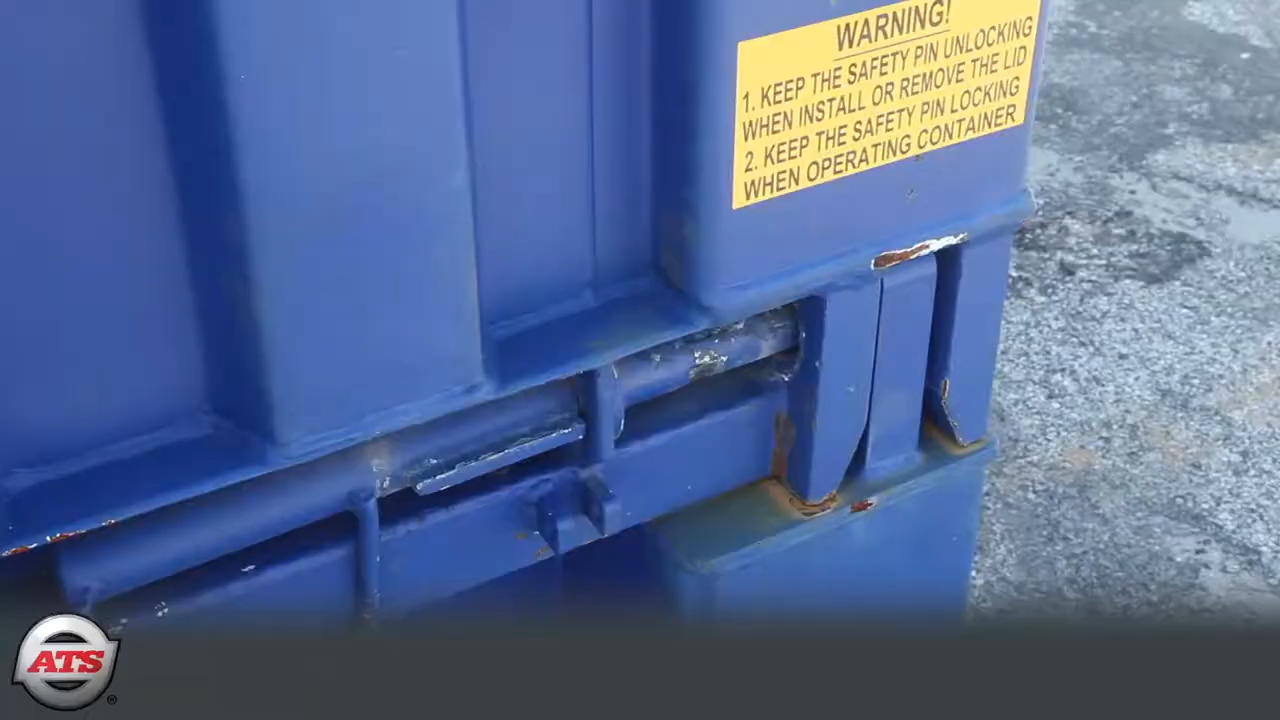 WARNING!
1. KEEP THE SAFETY PIN UNLOCKING
WHEN INSTALL OR REMOVE THE LID
2. KEEP THE SAFETY PIN LOCKING
WHEN OPERATING CONTAINER
ATS
®